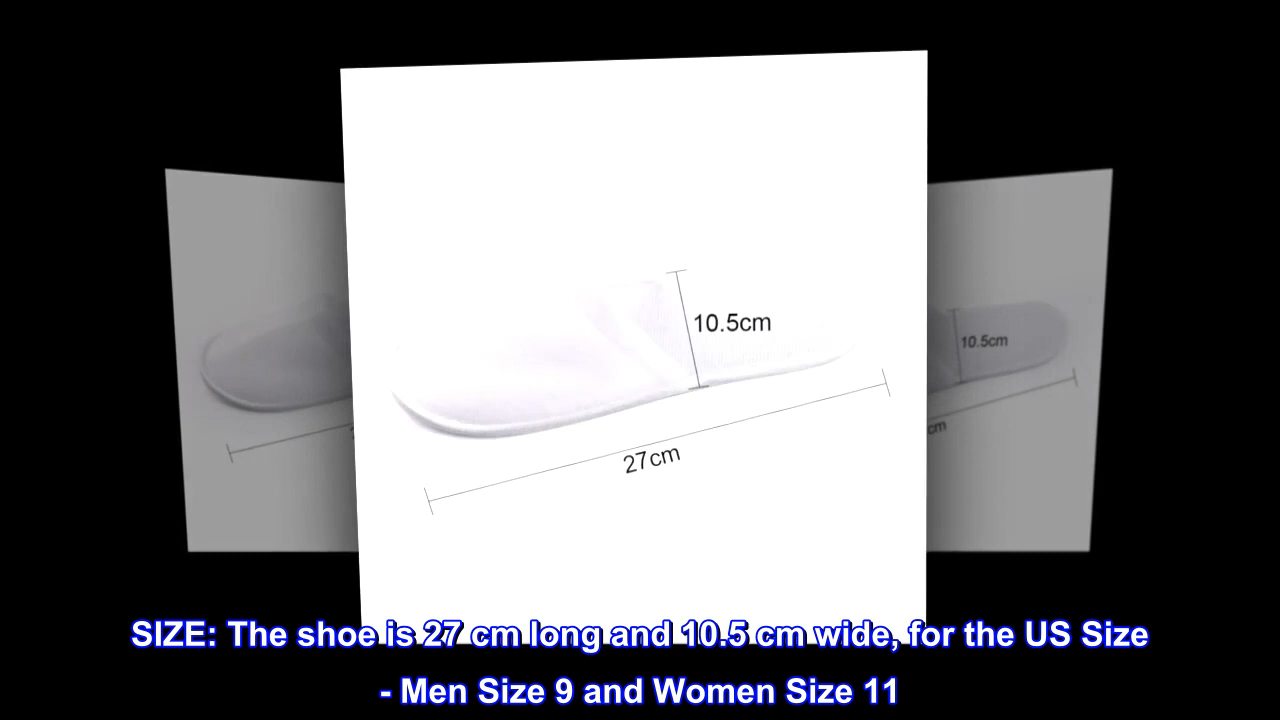 10.5cm
27cm
10.5cm
cm
SIZE: The shoe is 27 cm long and 10.5 cm wide, for the US Size
- Men Size 9 and Women Size 11